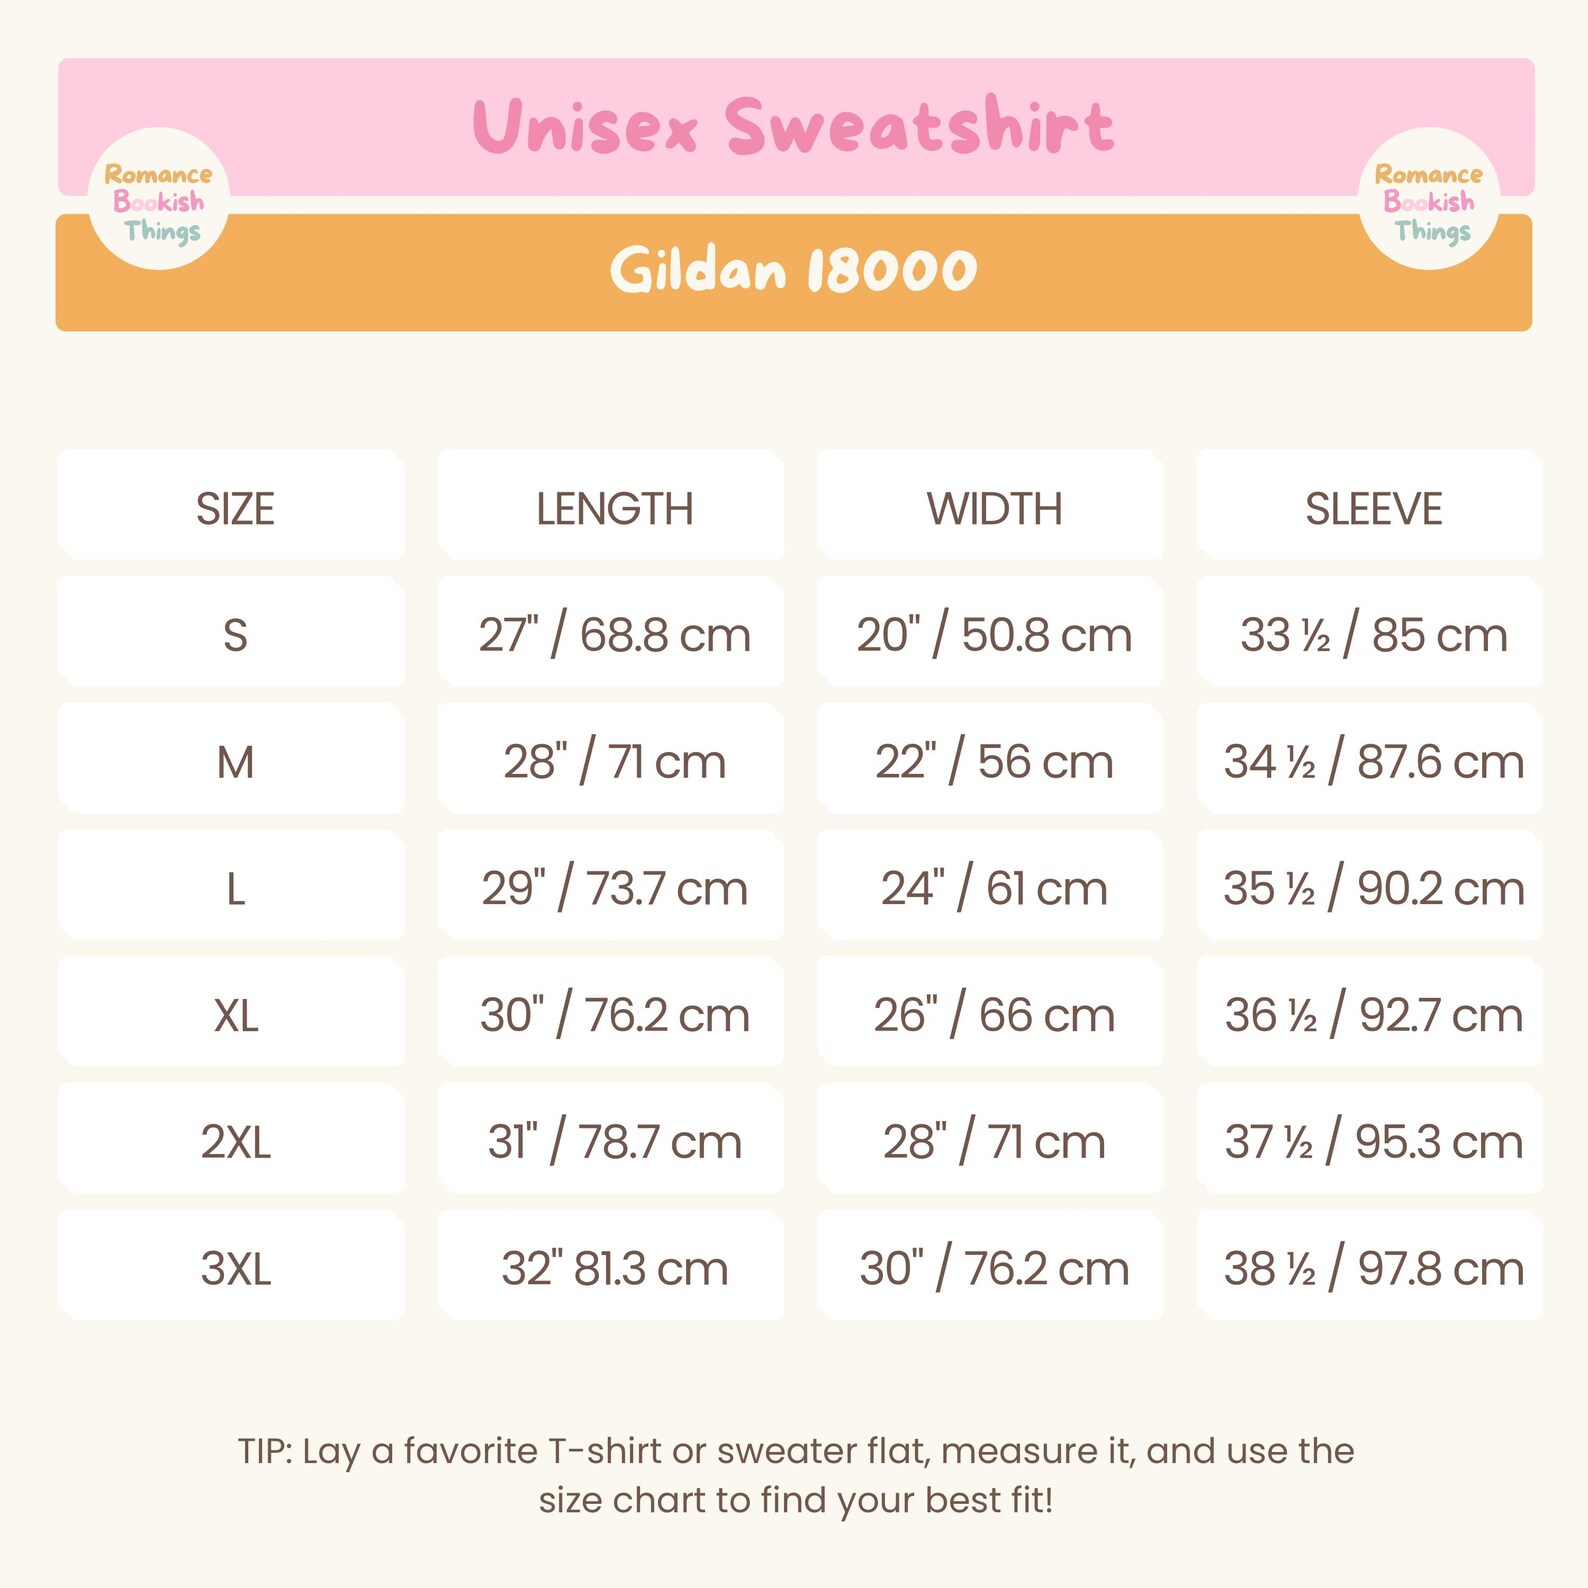 Unisex Sweatshirt
Romance
Bookish
Things
Romance
Bookish
Things
Gildan 18000
SIZE LENGTH WIDTH SLEEVE
S 27" / 68.8 cm 20" / 50.8 cm 33 ½ / 85 cm
M 28" / 71 cm 22" / 56 cm 34 ½ / 87.6 cm
L 29" / 73.7 cm 24" / 61 cm 35 ½ / 90.2 cm
XL 30" / 76.2 cm 26" / 66 cm 36 ½ / 92.7 cm
2XL 31" / 78.7 cm 28" / 71 cm 37 ½ / 95.3 cm
3XL 32" 81.3 cm 30" / 76.2 cm 38 ½ / 97.8 cm
TIP: Lay a favorite T-shirt or sweater flat, measure it, and use the
size chart to find your best fit!